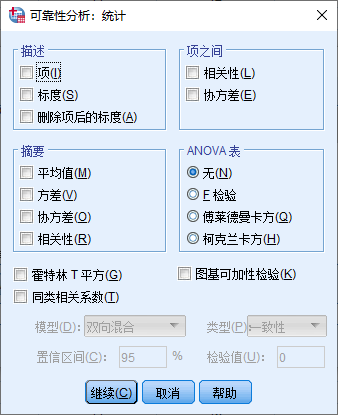 可靠性分析：统计
描述
项(I)
标度(S)
删除项后的标度(A)
项之间
相关性(L)
协方差(E)
摘要
平均值(M)
方差(V)
协方差(O)
相关性(R)
ANOVA 表
无(N)
F 检验
傅莱德曼卡方(Q)
柯克兰卡方(H)
霍特林 T 平方(G)
图基可加性检验(K)
同类相关系数(T)
模型(D)： 双向混合 类型(P)： 一致性
置信区间(C)： 95 % 检验值(U)： 0
继续(C) 取消 帮助